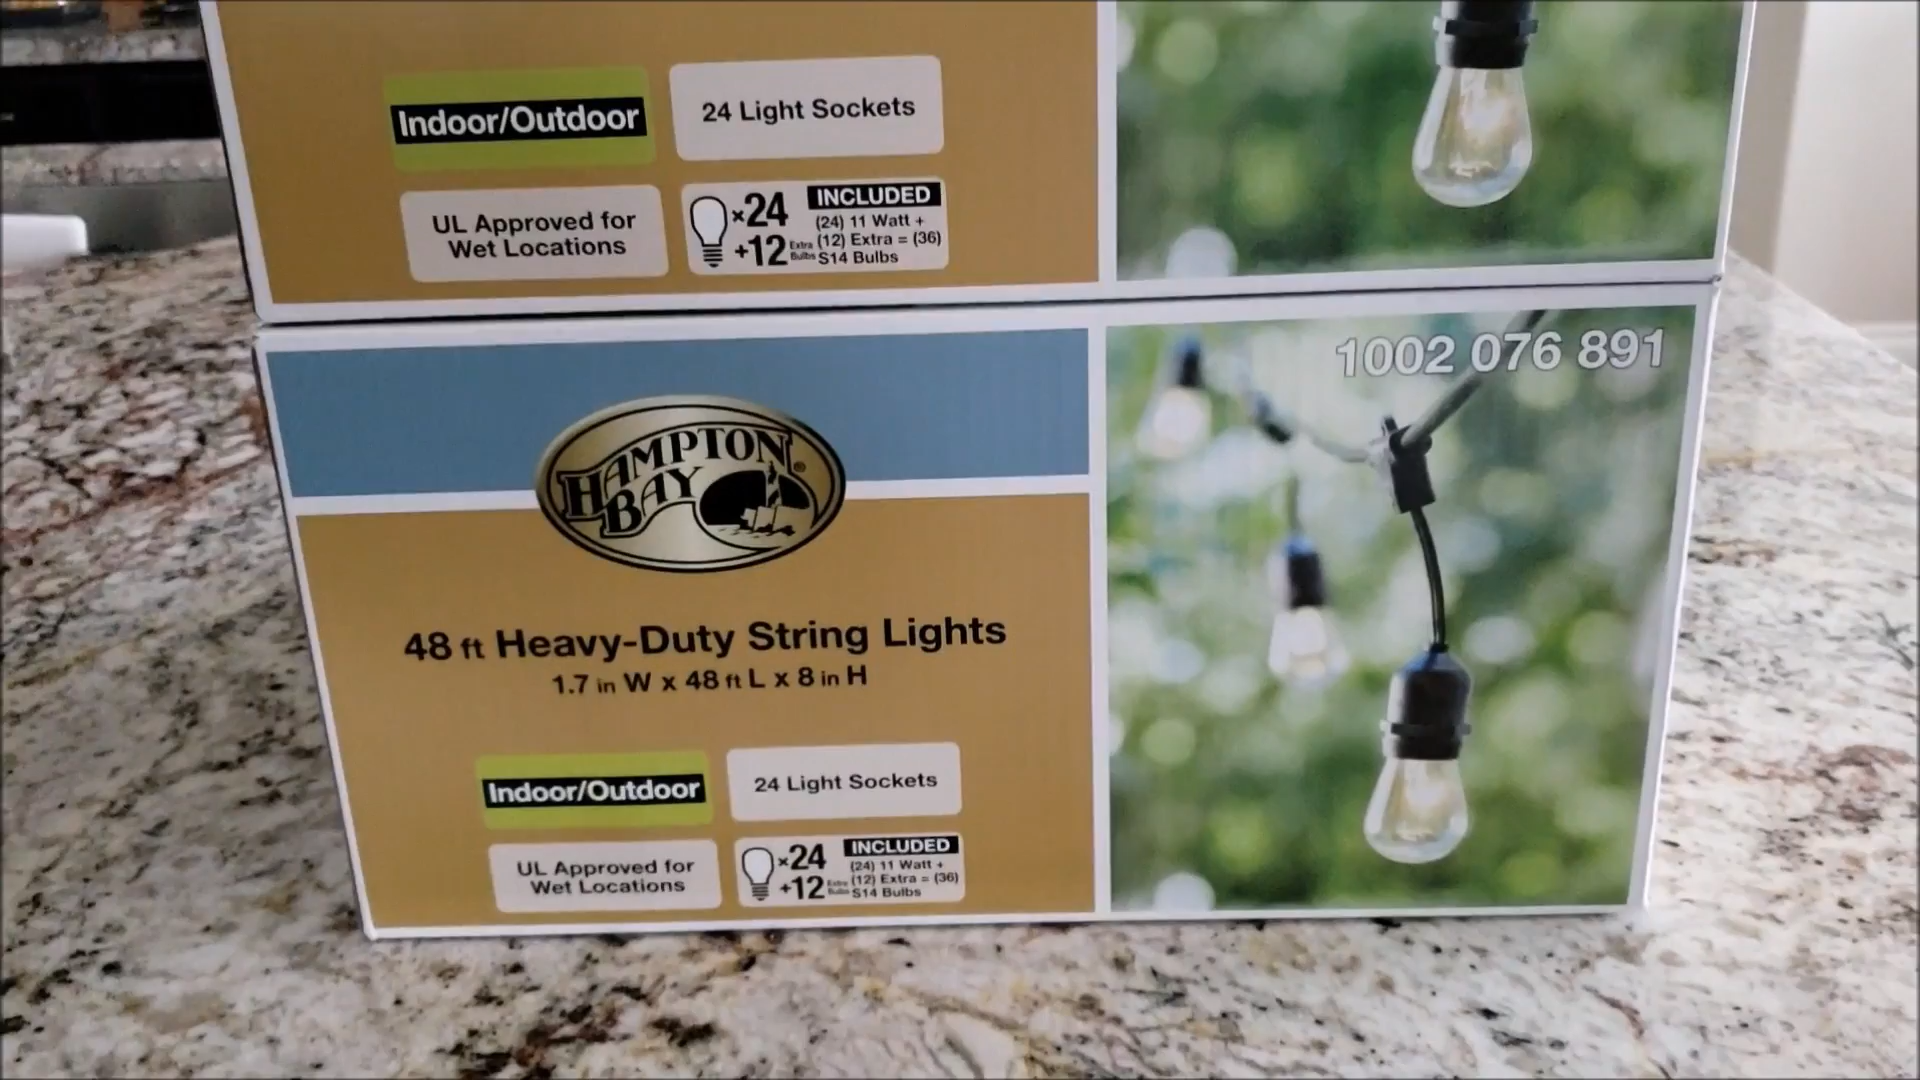 Indoor/Outdoor
24 Light Sockets
UL Approved for
Wet Locations
×24
+12 Extra Bulbs
INCLUDED
(24) 11 Watt +
(12) Extra = (36)
S14 Bulbs
1002 076 891
HAMPTON
BAY
®
48 ft Heavy-Duty String Lights
1.7 in W x 48 ft L x 8 in H
Indoor/Outdoor
24 Light Sockets
UL Approved for
Wet Locations
×24
+12 Extra Bulbs
INCLUDED
(24) 11 Watt +
(12) Extra = (36)
S14 Bulbs